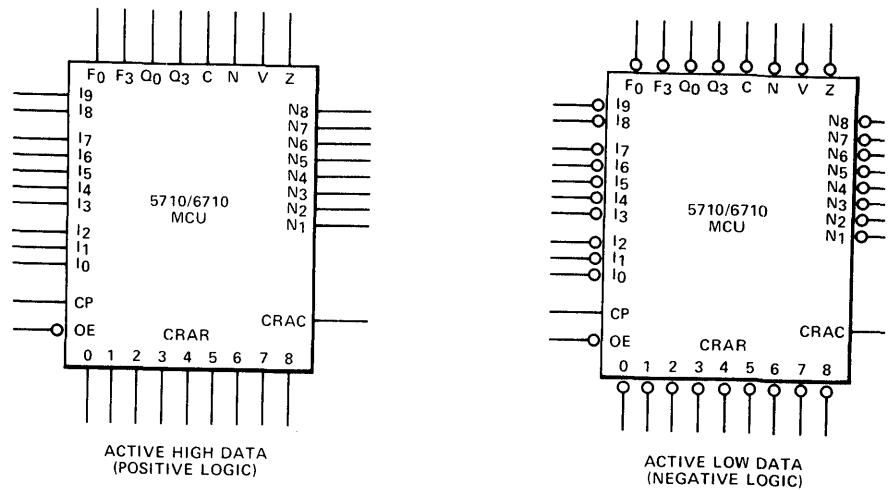 F0 F3 Q0 Q3 C N V Z
I9
I8
I7
I6
I5
I4
I3
I2
I1
I0
CP
OE
N8
N7
N6
N5
N4
N3
N2
N1
5710/6710
MCU
CRAC
CRAR
0 1 2 3 4 5 6 7 8
ACTIVE HIGH DATA
(POSITIVE LOGIC)
F0 F3 Q0 Q3 C N V Z
I9
I8
I7
I6
I5
I4
I3
I2
I1
I0
CP
OE
N8
N7
N6
N5
N4
N3
N2
N1
5710/6710
MCU
CRAC
CRAR
0 1 2 3 4 5 6 7 8
ACTIVE LOW DATA
(NEGATIVE LOGIC)